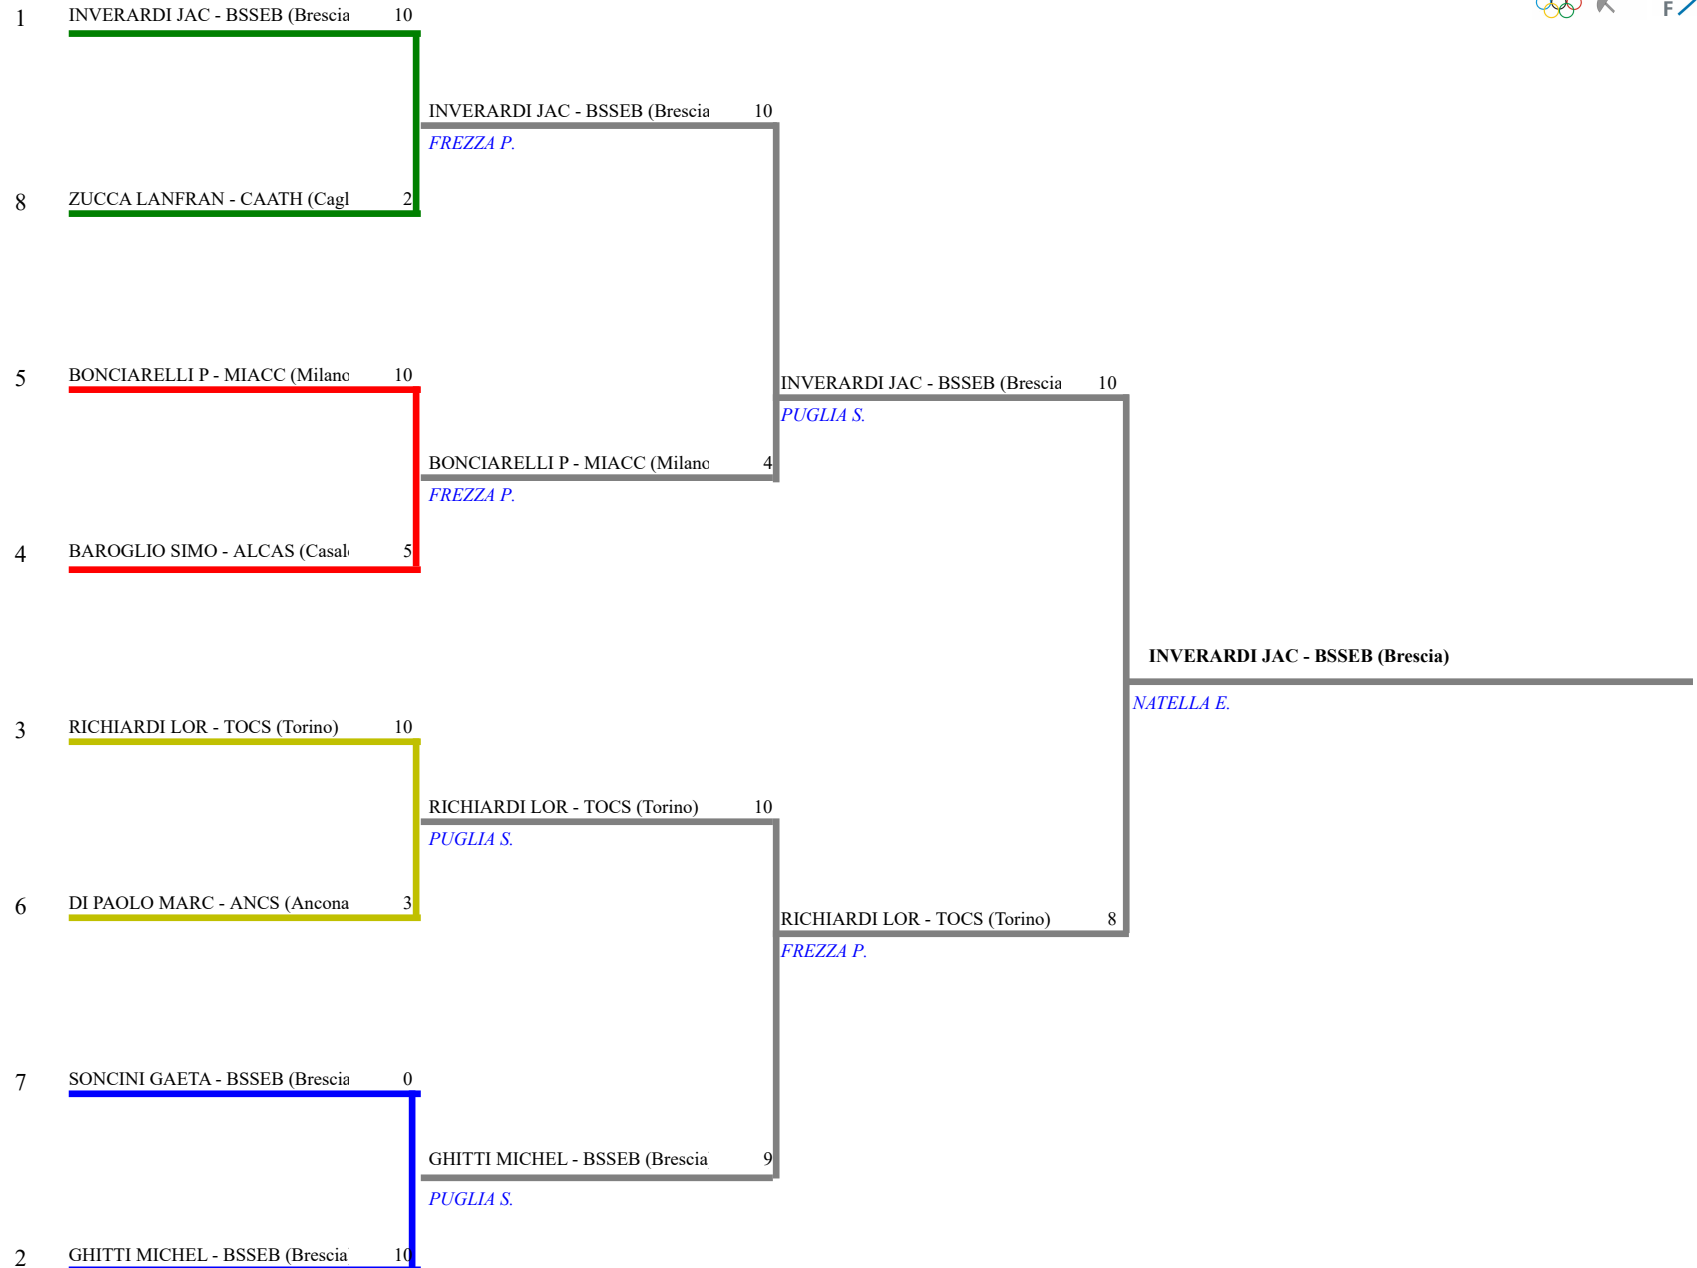 1 INVERARDI JAC - BSSEB (Brescia 10
F
INVERARDI JAC - BSSEB (Brescia 10
FREZZA P.
8 ZUCCA LANFRAN - CAATH (Cagl 2
5 BONCIARELLI P - MIACC (Milano 10
INVERARDI JAC - BSSEB (Brescia 10
PUGLIA S.
BONCIARELLI P - MIACC (Milano 4
FREZZA P.
4 BAROGLIO SIMO - ALCAS (Casal 5
INVERARDI JAC - BSSEB (Brescia)
NATELLA E.
3 RICHIARDI LOR - TOCS (Torino) 10
RICHIARDI LOR - TOCS (Torino) 10
PUGLIA S.
6 DI PAOLO MARC - ANCS (Ancona 3
RICHIARDI LOR - TOCS (Torino) 8
FREZZA P.
7 SONCINI GAETA - BSSEB (Brescia 0
GHITTI MICHEL - BSSEB (Brescia 9
PUGLIA S.
2 GHITTI MICHEL - BSSEB (Brescia 10